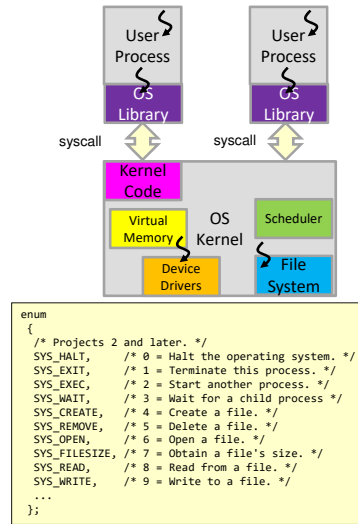 User
Process
OS
Library
User
Process
OS
Library
syscall
syscall
Kernel
Code
Virtual
Memory
OS
Kernel
Scheduler
Device
Drivers
File
System
enum
{
/* Projects 2 and later. */
SYS_HALT, /* 0 = Halt the operating system. */
SYS_EXIT, /* 1 = Terminate this process. */
SYS_EXEC, /* 2 = Start another process. */
SYS_WAIT, /* 3 = Wait for a child process */
SYS_CREATE, /* 4 = Create a file. */
SYS_REMOVE, /* 5 = Delete a file. */
SYS_OPEN, /* 6 = Open a file. */
SYS_FILESIZE, /* 7 = Obtain a file's size. */
SYS_READ, /* 8 = Read from a file. */
SYS_WRITE, /* 9 = Write to a file. */
...
};